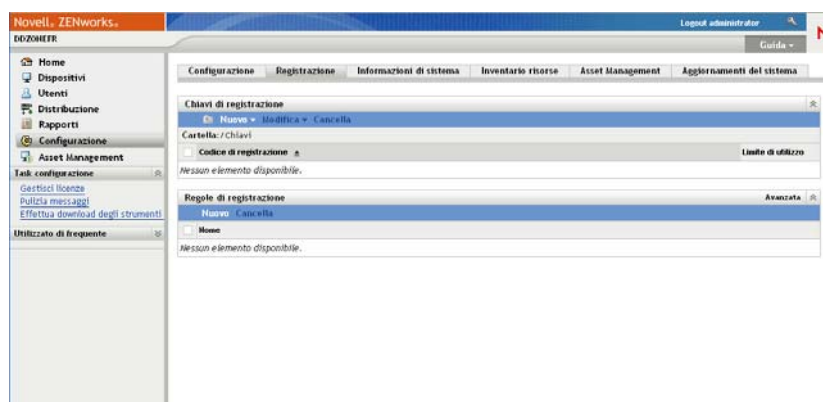 Novell® ZENworks®
Logout administrator
DDZOHEFR
Guida
Home
Dispositivi
Utenti
Distribuzione
Rapporti
Configurazione
Asset Management
Task configurazione
Gestisci licenze
Pulizia messaggi
Effettua download degli strumenti
Utilizzato di frequente
Configurazione Registrazione Informazioni di sistema Inventario risorse Asset Management Aggiornamenti del sistema
Chiavi di registrazione
Nuovo Modifica Cancella
Cartella: / Chiavi
Codice di registrazione Limite di utilizzo
Nessun elemento disponibile.
Regole di registrazione Avanzata
Nuovo Cancella
Nome
Nessun elemento disponibile.